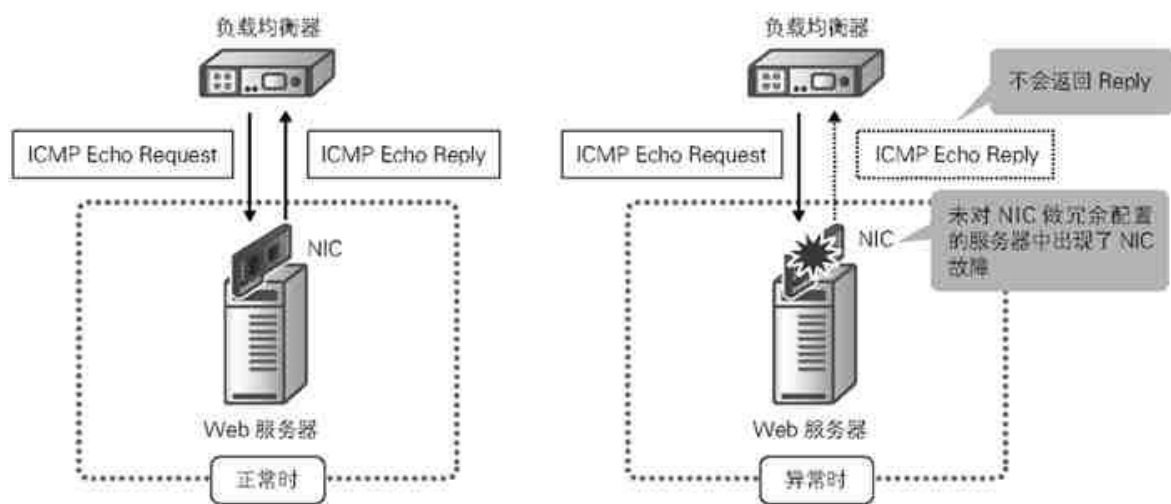 负载均衡器
ICMP Echo Request
ICMP Echo Reply
NIC
Web 服务器
正常时
负载均衡器
不会返回 Reply
ICMP Echo Request
ICMP Echo Reply
NIC
未对 NIC 做冗余配置
的服务器中出现了 NIC
故障
Web 服务器
异常时